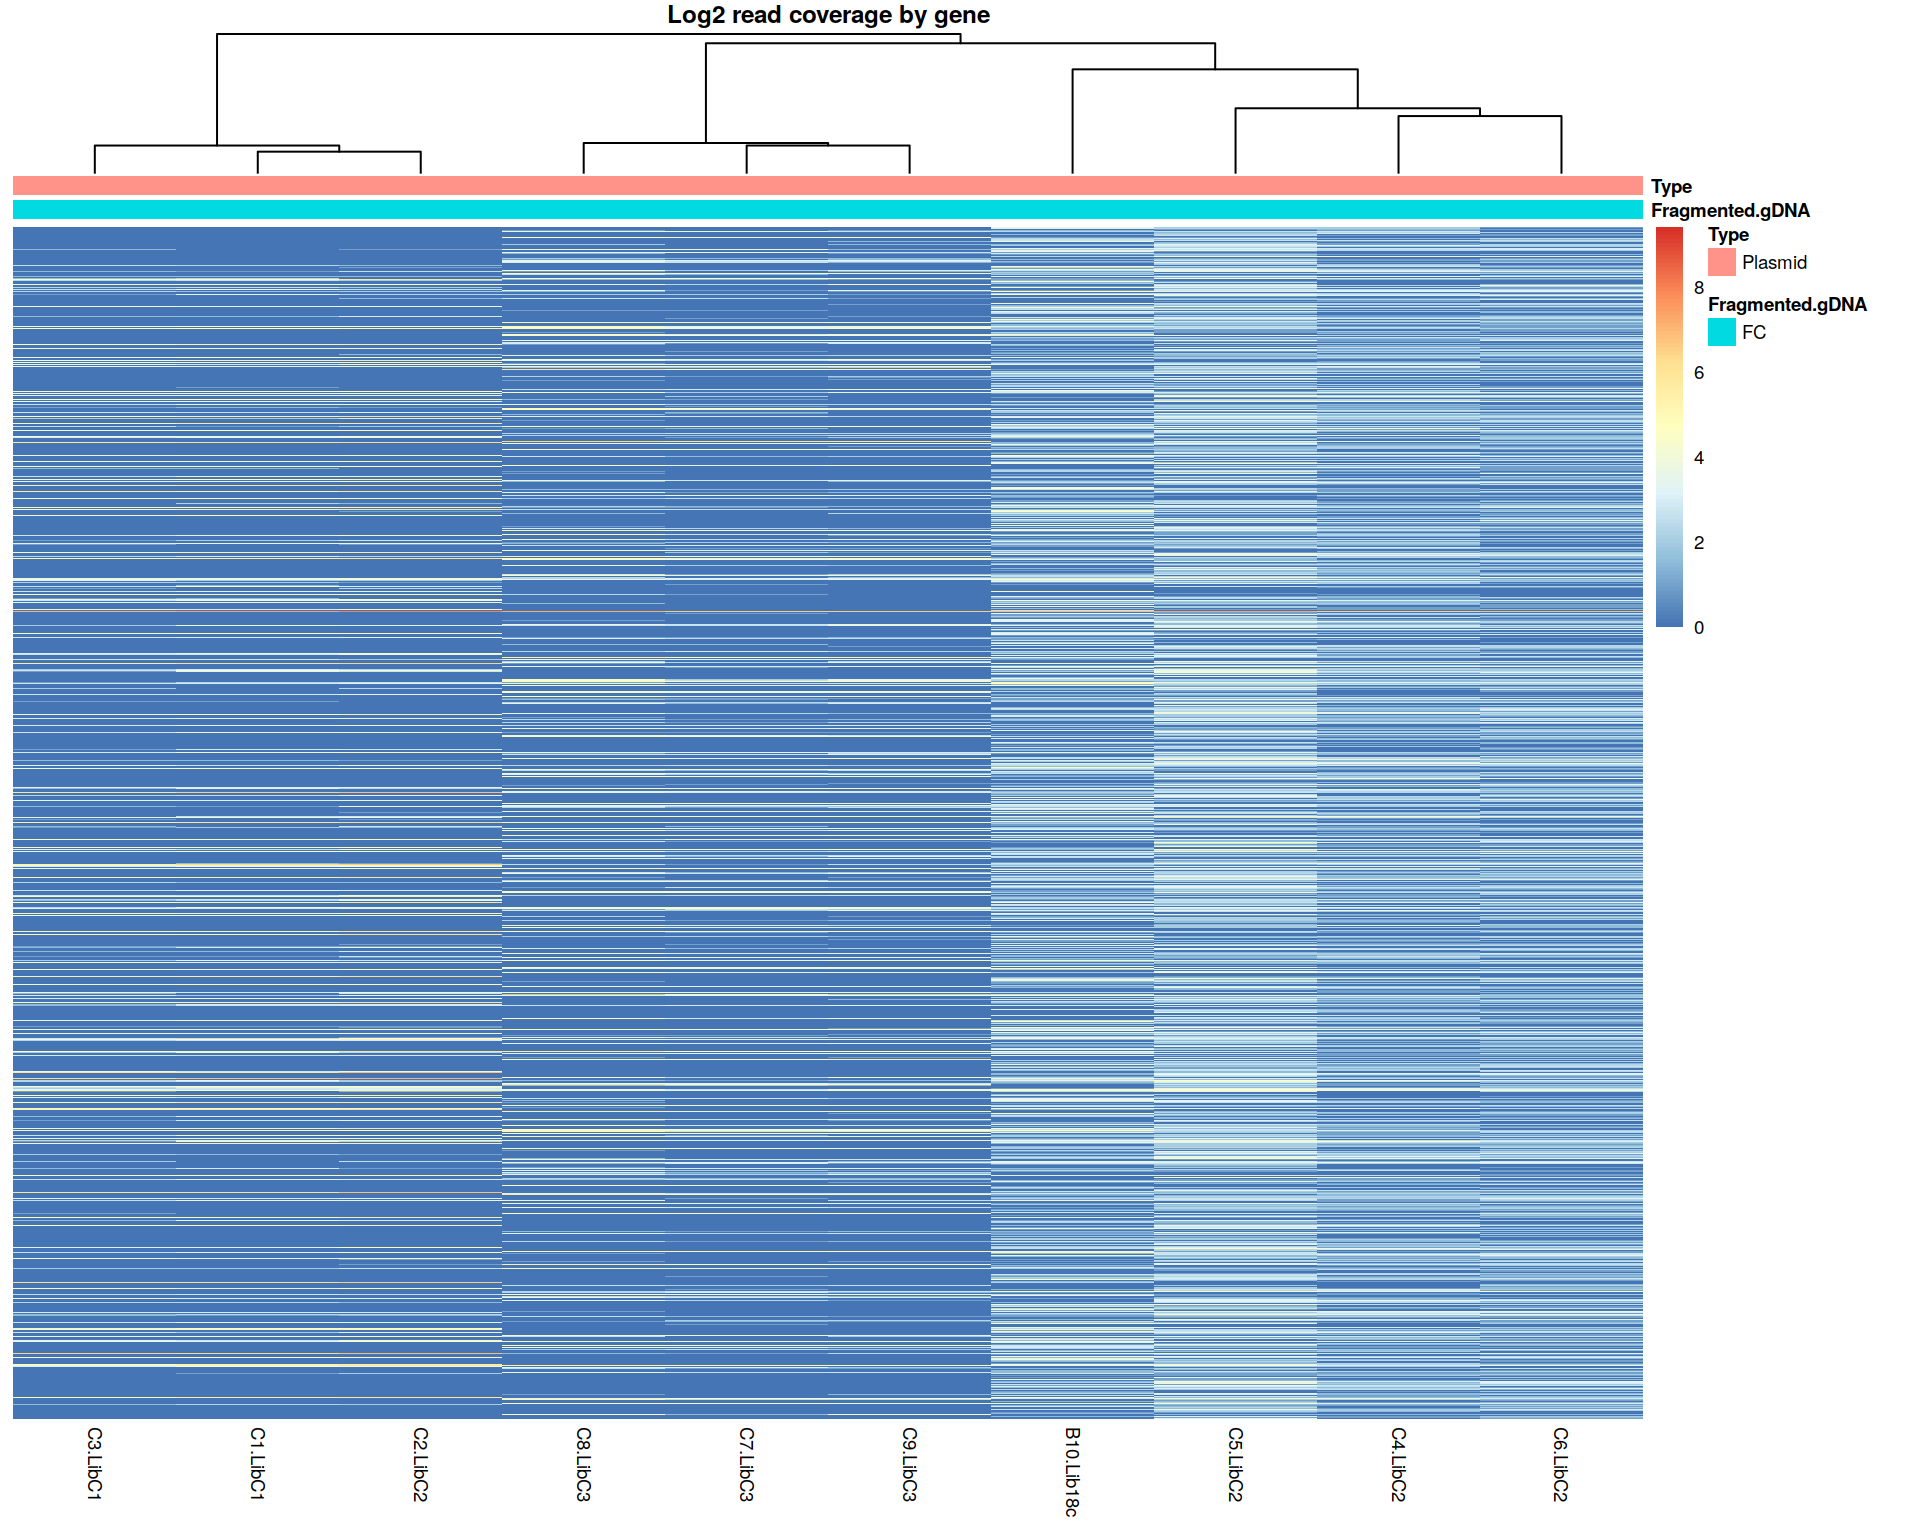 Log2 read coverage by gene
Type
Fragmented.gDNA
Type
Plasmid
Fragmented.gDNA
FC
8
6
4
2
0
C3.LibC1
C1.LibC1
C2.LibC2
C8.LibC3
C7.LibC3
C9.LibC3
B10.Lib18c
C5.LibC2
C4.LibC2
C6.LibC2